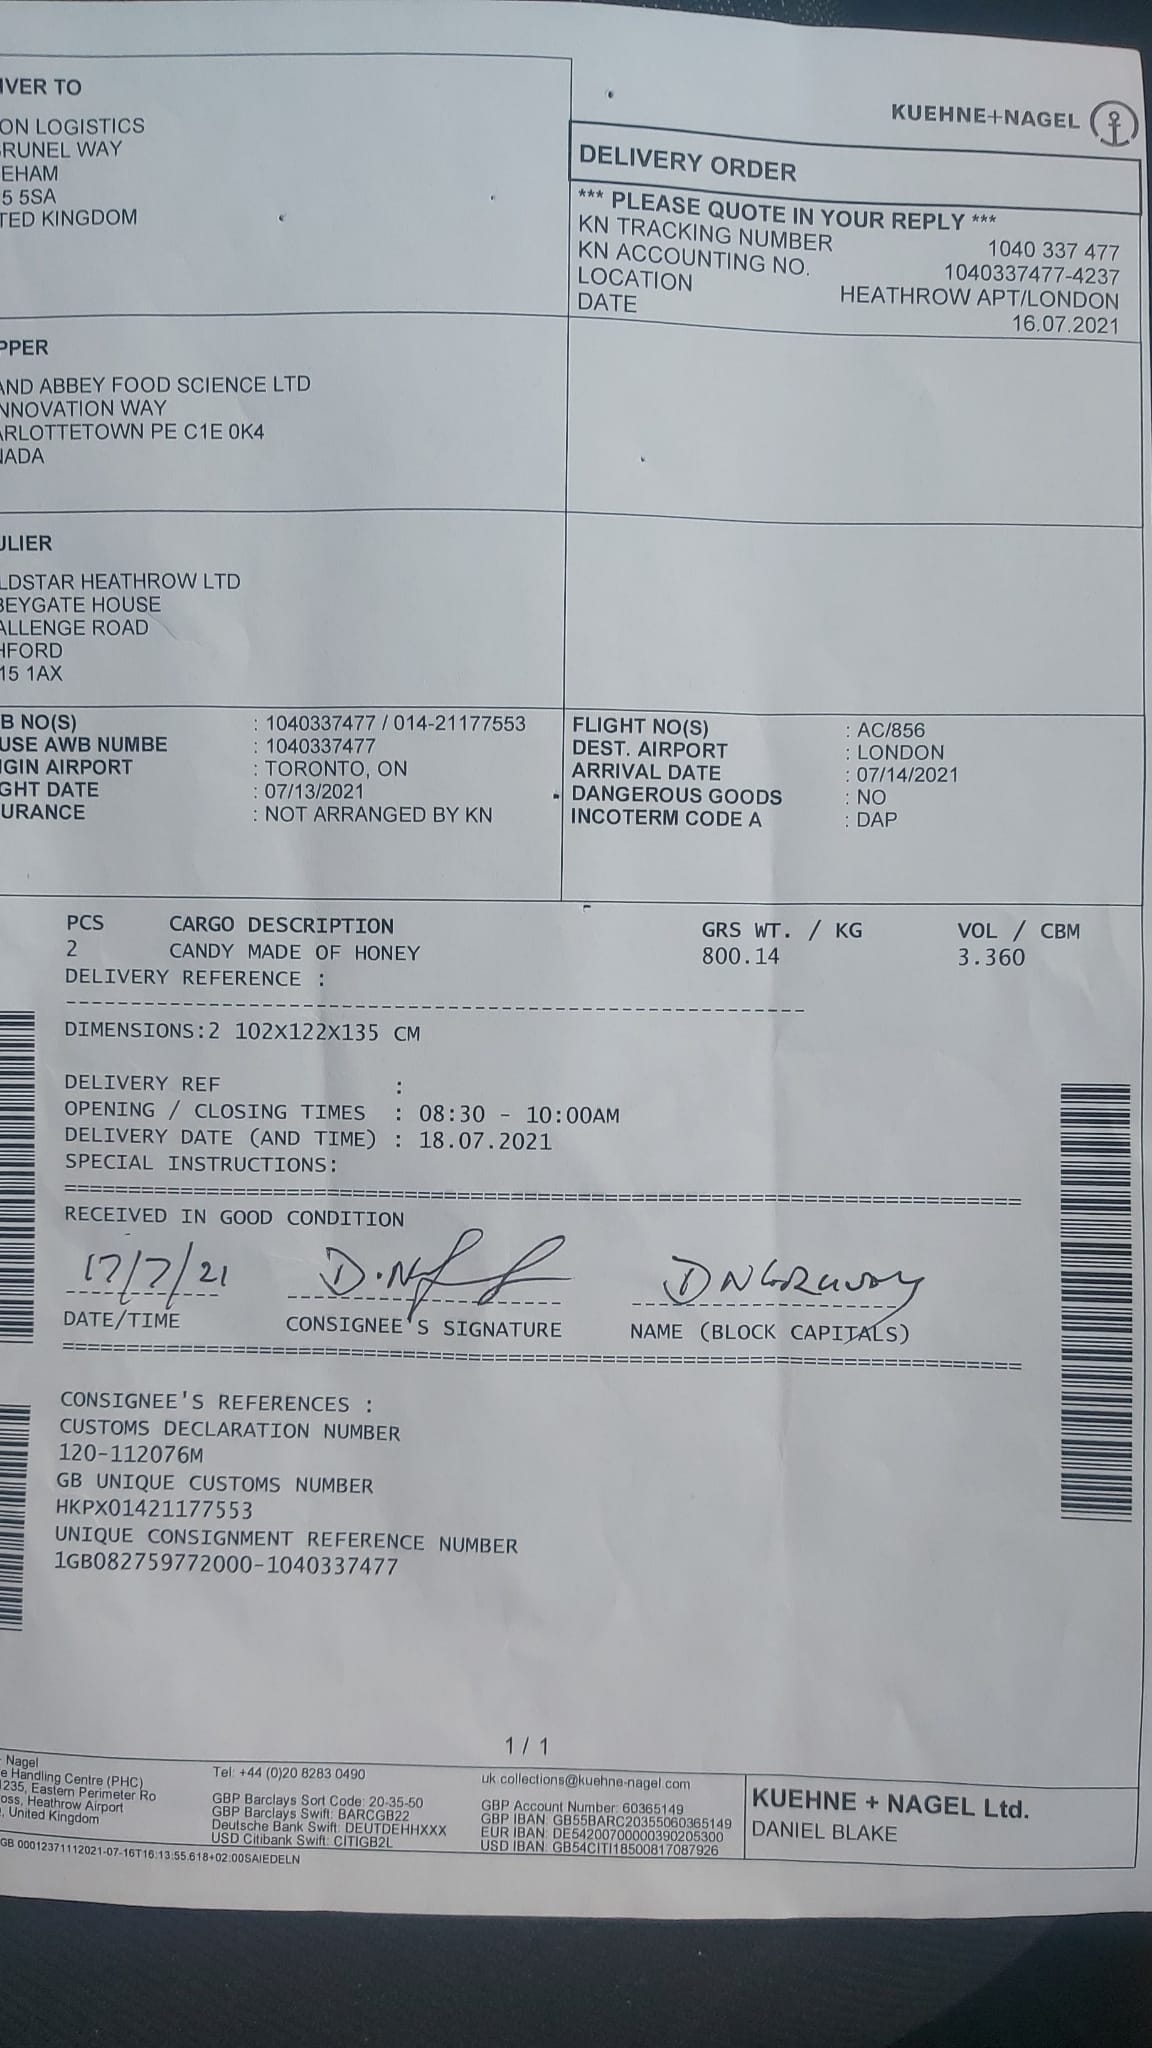 IVER TO
ON LOGISTICS
BRUNEL WAY
EHAM
5 5SA
TED KINGDOM
KUEHNE+NAGEL
DELIVERY ORDER
*** PLEASE QUOTE IN YOUR REPLY ***
KN TRACKING NUMBER 1040 337 477
KN ACCOUNTING NO. 1040337477-4237
LOCATION HEATHROW APT/LONDON
DATE 16.07.2021
PPER
AND ABBEY FOOD SCIENCE LTD
NNOVATION WAY
ARLOTTETOWN PE C1E 0K4
NADA
ULIER
LDSTAR HEATHROW LTD
BEYGATE HOUSE
ALLENGE ROAD
HFORD
15 1AX
B NO(S) : 1040337477 / 014-21177553
USE AWB NUMBE : 1040337477
IGIN AIRPORT : TORONTO, ON
GHT DATE : 07/13/2021
URANCE : NOT ARRANGED BY KN
FLIGHT NO(S) : AC/856
DEST. AIRPORT : LONDON
ARRIVAL DATE : 07/14/2021
DANGEROUS GOODS : NO
INCOTERM CODE A : DAP
PCS CARGO DESCRIPTION GRS WT. / KG VOL / CBM
2 CANDY MADE OF HONEY 800.14 3.360
DELIVERY REFERENCE :
DIMENSIONS:2 102X122X135 CM
DELIVERY REF :
OPENING / CLOSING TIMES : 08:30 - 10:00AM
DELIVERY DATE (AND TIME) : 18.07.2021
SPECIAL INSTRUCTIONS:
RECEIVED IN GOOD CONDITION
17/7/21
DATE/TIME CONSIGNEE'S SIGNATURE NAME (BLOCK CAPITALS)
CONSIGNEE'S REFERENCES :
CUSTOMS DECLARATION NUMBER
120-112076M
GB UNIQUE CUSTOMS NUMBER
HKPX01421177553
UNIQUE CONSIGNMENT REFERENCE NUMBER
1GB082759772000-1040337477
1 / 1
Nagel
e Handling Centre (PHC)
235, Eastern Perimeter Ro
oss, Heathrow Airport
, United Kingdom
Tel: +44 (0)20 8283 0490
GBP Barclays Sort Code: 20-35-50
GBP Barclays Swift: BARCGB22
Deutsche Bank Swift: DEUTDEHHXXX
USD Citibank Swift: CITIGB2L
uk.collections@kuehne-nagel.com
GBP Account Number: 60365149
GBP IBAN: GB55BARC20355060365149
EUR IBAN: DE54200700000390205300
USD IBAN: GB54CITI18500817087926
KUEHNE + NAGEL Ltd.
DANIEL BLAKE
GB 00012371112021-07-16T16:13:55.618+02:00SAIEDELN